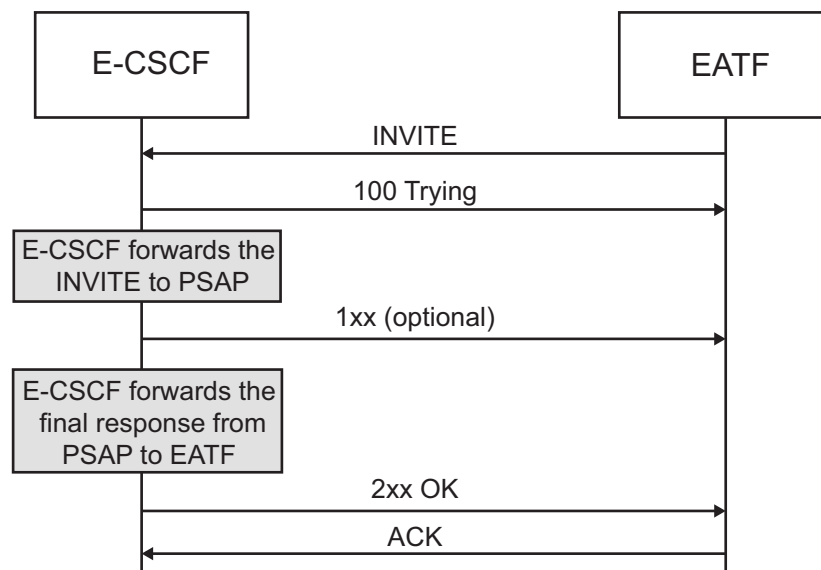 E-CSCF
EATF
INVITE
100 Trying
E-CSCF forwards the
INVITE to PSAP
1xx (optional)
E-CSCF forwards the
final response from
PSAP to EATF
2xx OK
ACK